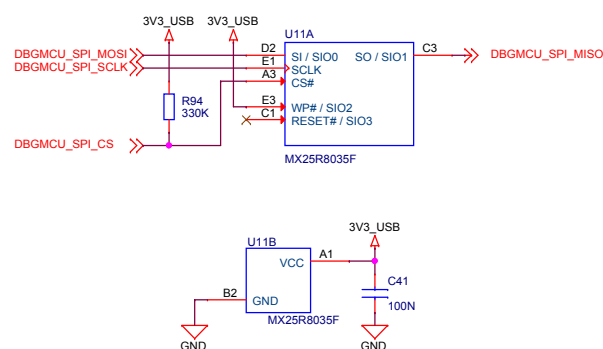 3V3_USB 3V3_USB
U11A
DBGMCU_SPI_MOSI D2 SI / SIO0 SO / SIO1 C3 DBGMCU_SPI_MISO
DBGMCU_SPI_SCLK E1 SCLK
A3 CS#
R94 E3 WP# / SIO2
330K C1 RESET# / SIO3
DBGMCU_SPI_CS
MX25R8035F
3V3_USB
U11B
VCC A1
C41
B2 GND
100N
MX25R8035F
GND GND